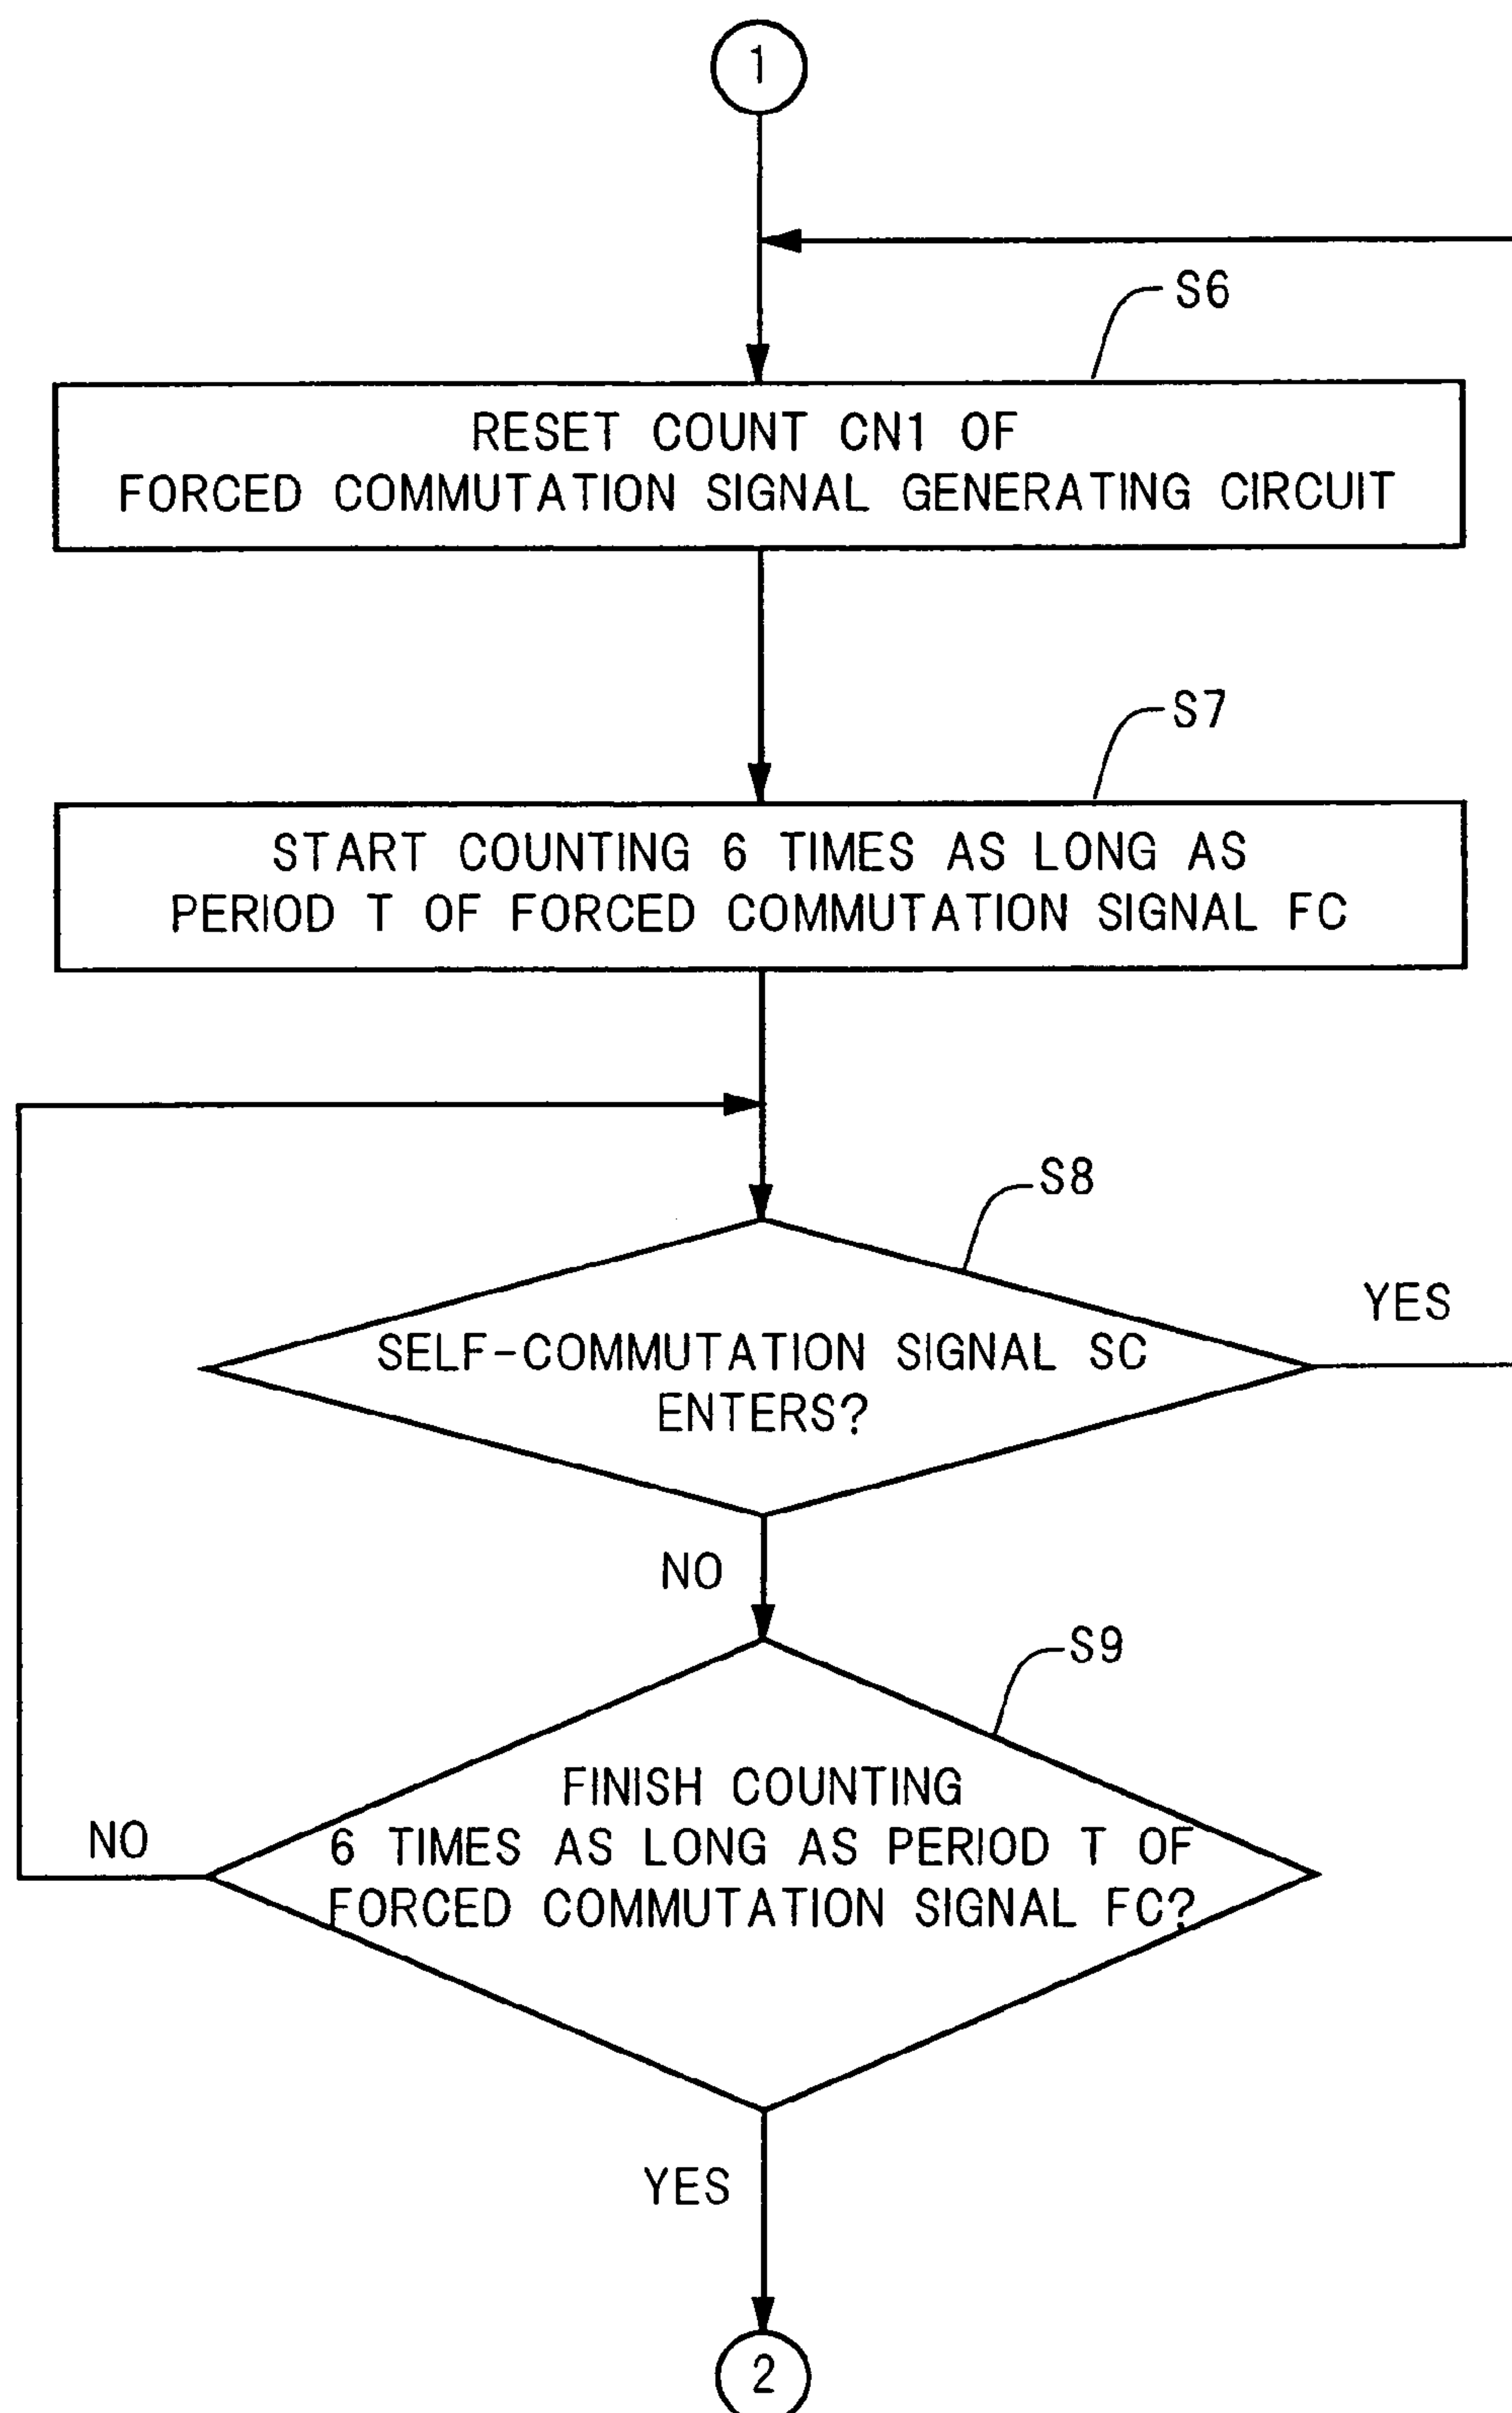 1
S6
RESET COUNT CN1 OF
FORCED COMMUTATION SIGNAL GENERATING CIRCUIT
S7
START COUNTING 6 TIMES AS LONG AS
PERIOD T OF FORCED COMMUTATION SIGNAL FC
S8
YES
SELF-COMMUTATION SIGNAL SC
ENTERS?
NO
S9
FINISH COUNTING
NO
6 TIMES AS LONG AS PERIOD T OF
FORCED COMMUTATION SIGNAL FC?
YES
2